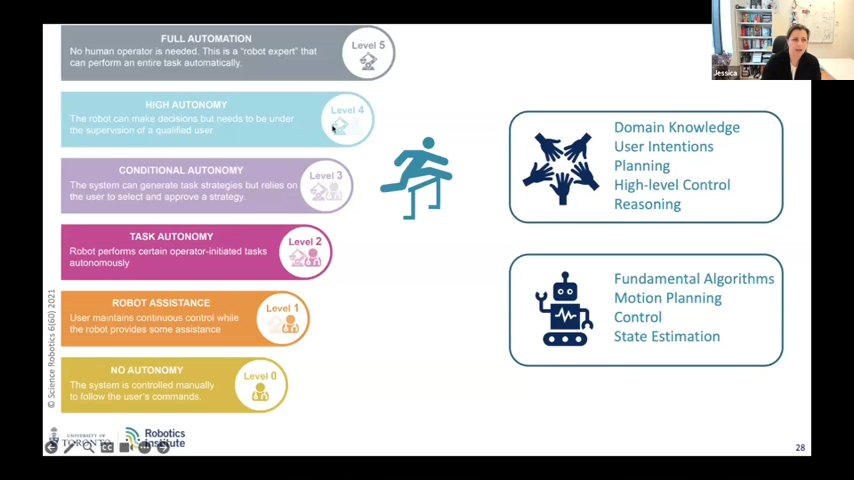 FULL AUTOMATION
No human operator is needed. This is a "robot expert" that
can perform an entire task automatically.
Level 5
HIGH AUTONOMY
The robot can make decisions but needs to be under
the supervision of a qualified user
Level 4
CONDITIONAL AUTONOMY
The system can generate task strategies but relies on
the user to select and approve a strategy.
Level 3
TASK AUTONOMY
Robot performs certain operator-initiated tasks
autonomously
Level 2
ROBOT ASSISTANCE
User maintains continuous control while
the robot provides some assistance
Level 1
NO AUTONOMY
The system is controlled manually
to follow the user's commands.
Level 0
© Science Robotics 6(60) 2021
Domain Knowledge
User Intentions
Planning
High-level Control
Reasoning
Fundamental Algorithms
Motion Planning
Control
State Estimation
UNIVERSITY OF
TORONTO
Robotics
Institute
CC
28
Jessica